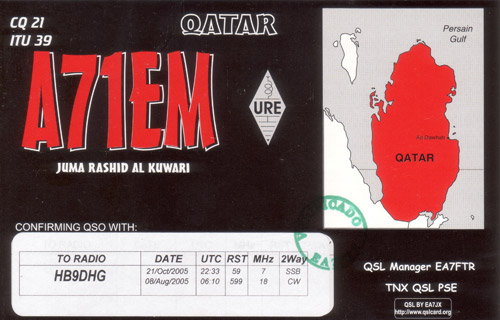 CQ 21
ITU 39
QATAR
A71EM
JUMA RASHID AL KUWARI
URE
Persain
Gulf
Ad Dawhah
QATAR
CONFIRMING QSO WITH:
TO RADIO DATE UTC RST MHz 2Way
HB9DHG 21/Oct/2005 22:33 59 7 SSB
08/Aug/2005 06:10 599 18 CW
QSL Manager EA7FTR
TNX QSL PSE
QSL BY EA7JX
http://www.qslcard.org